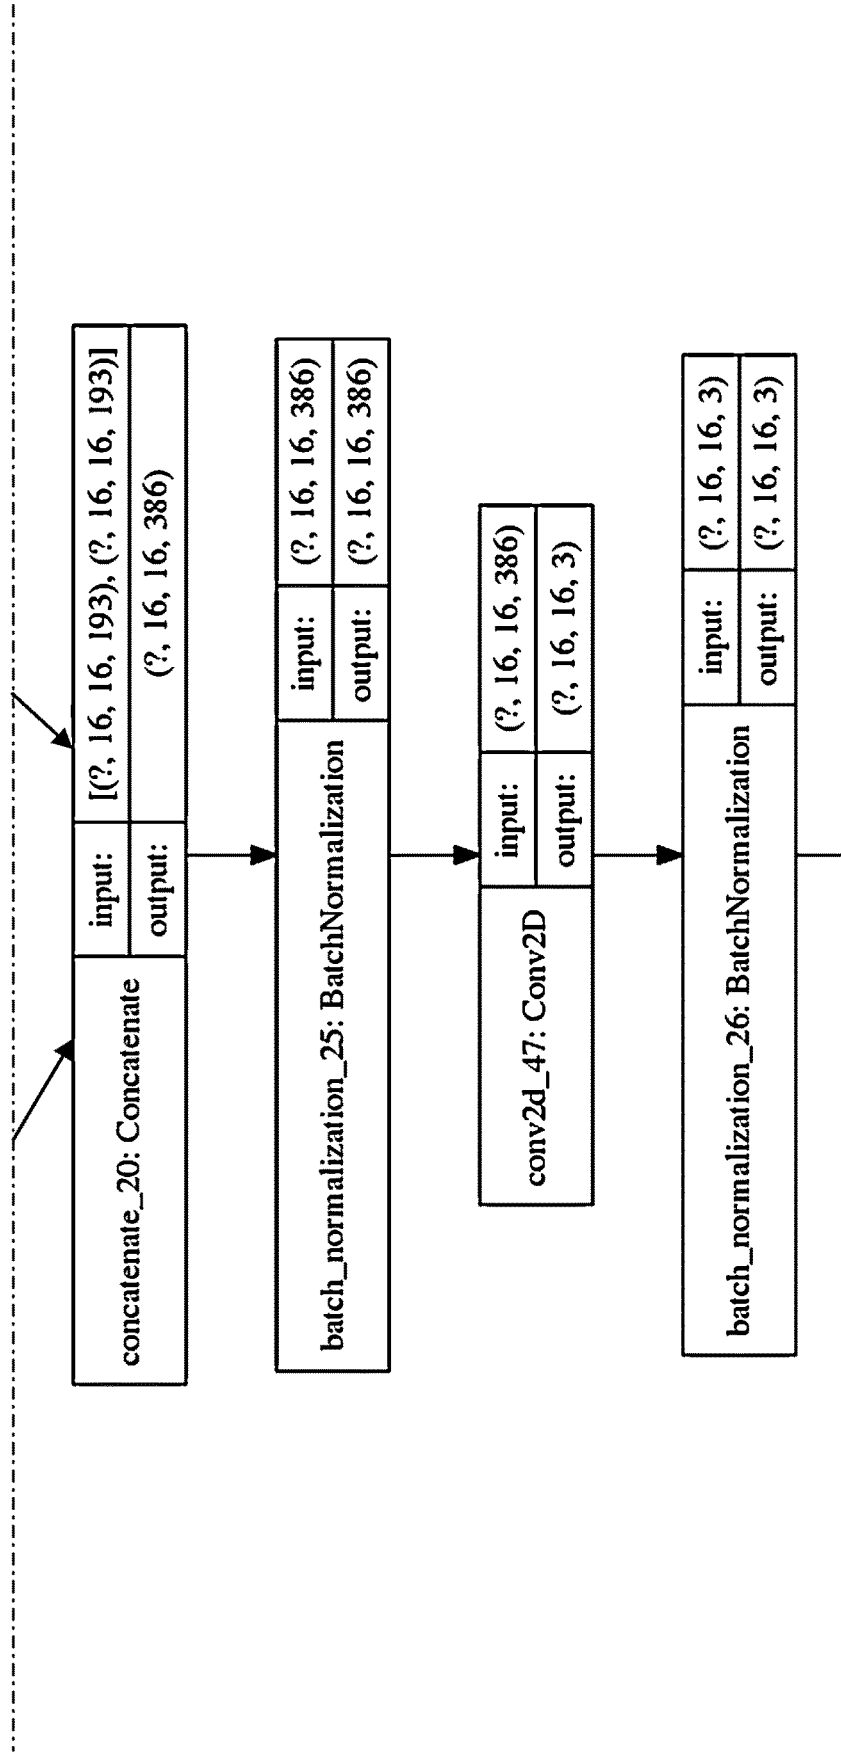 concatenate_20: Concatenate
input:
[(?, 16, 16, 193), (?, 16, 16, 193)]
output:
(?, 16, 16, 386)
batch_normalization_25: BatchNormalization
input:
(?, 16, 16, 386)
output:
(?, 16, 16, 386)
conv2d_47: Conv2D
input:
(?, 16, 16, 386)
output:
(?, 16, 16, 3)
batch_normalization_26: BatchNormalization
input:
(?, 16, 16, 3)
output:
(?, 16, 16, 3)